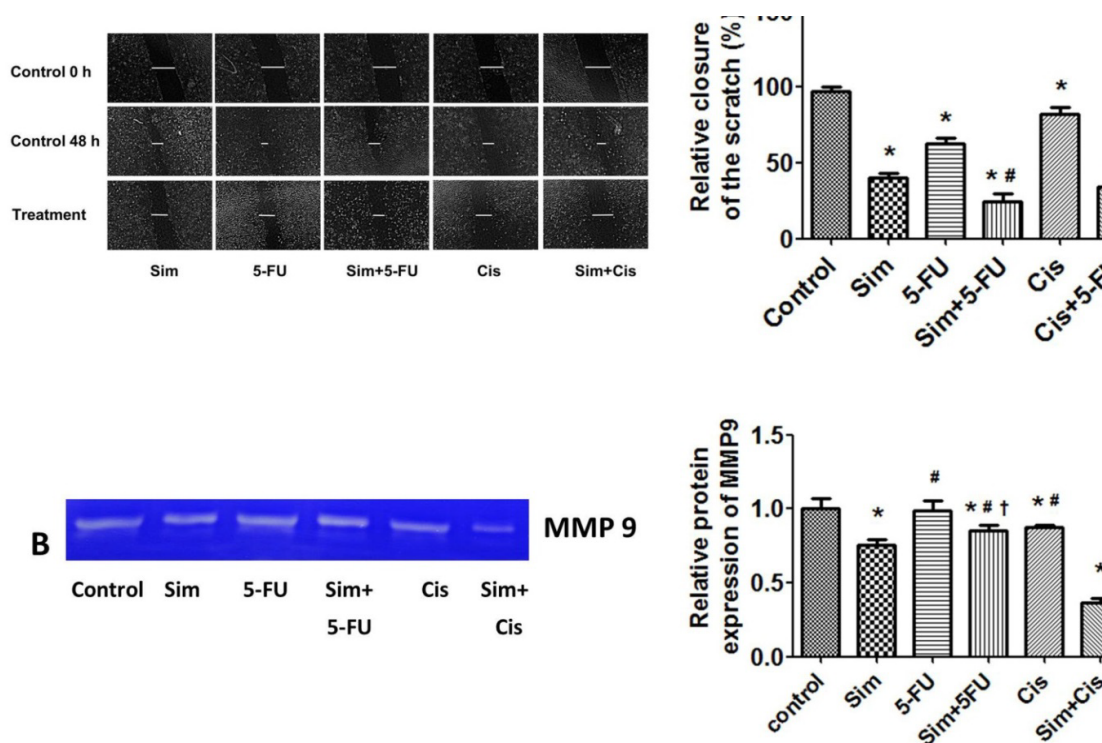 Control 0 h
Control 48 h
Treatment
Sim 5-FU Sim+5-FU Cis Sim+Cis
Relative closure
of the scratch (%)
100
50
0
*
*
* #
*
Control
Sim
5-FU
Sim+5-FU
Cis
B
MMP 9
Control Sim 5-FU Sim+ Cis Sim+
5-FU Cis
Relative protein
expression of MMP9
1.5
1.0
0.5
0.0
*
#
* # †
* #
*
control
Sim
5-FU
Sim+5FU
Cis
Sim+Cis